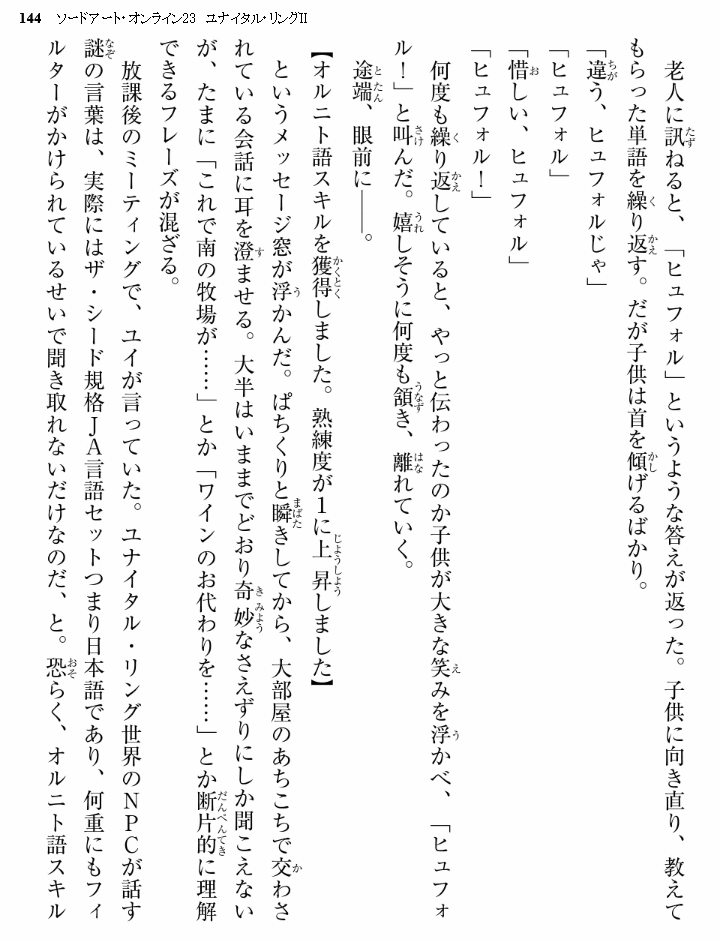 144 ソードアート・オンライン23 ユナイタル・リングⅡ
老人に訊ねると、「ヒュフォル」というような答えが返った。子供に向き直り、教えて
もらった単語を繰り返す。だが子供は首を傾げるばかり。
「違う、ヒュフォルじゃ」
「ヒュフォル」
「惜しい、ヒュフォル」
「ヒュフォル！」
何度も繰り返していると、やっと伝わったのか子供が大きな笑みを浮かべ、「ヒュフォ
ル！」と叫んだ。嬉しそうに何度も頷き、離れていく。
途端、眼前に――。
【オルニト語スキルを獲得しました。熟練度が１に上昇しました】
というメッセージ窓が浮かんだ。ぱちくりと瞬きしてから、大部屋のあちこちで交わさ
れている会話に耳を澄ませる。大半はいままでどおり奇妙なさえずりにしか聞こえない
が、たまに「これで南の牧場が……」とか「ワインのお代わりを……」とか断片的に理解
できるフレーズが混ざる。
放課後のミーティングで、ユイが言っていた。ユナイタル・リング世界のＮＰＣが話す
謎の言葉は、実際にはザ・シード規格ＪＡ言語セットつまり日本語であり、何重にもフィ
ルターがかけられているせいで聞き取れないだけなのだ、と。恐らく、オルニト語スキル